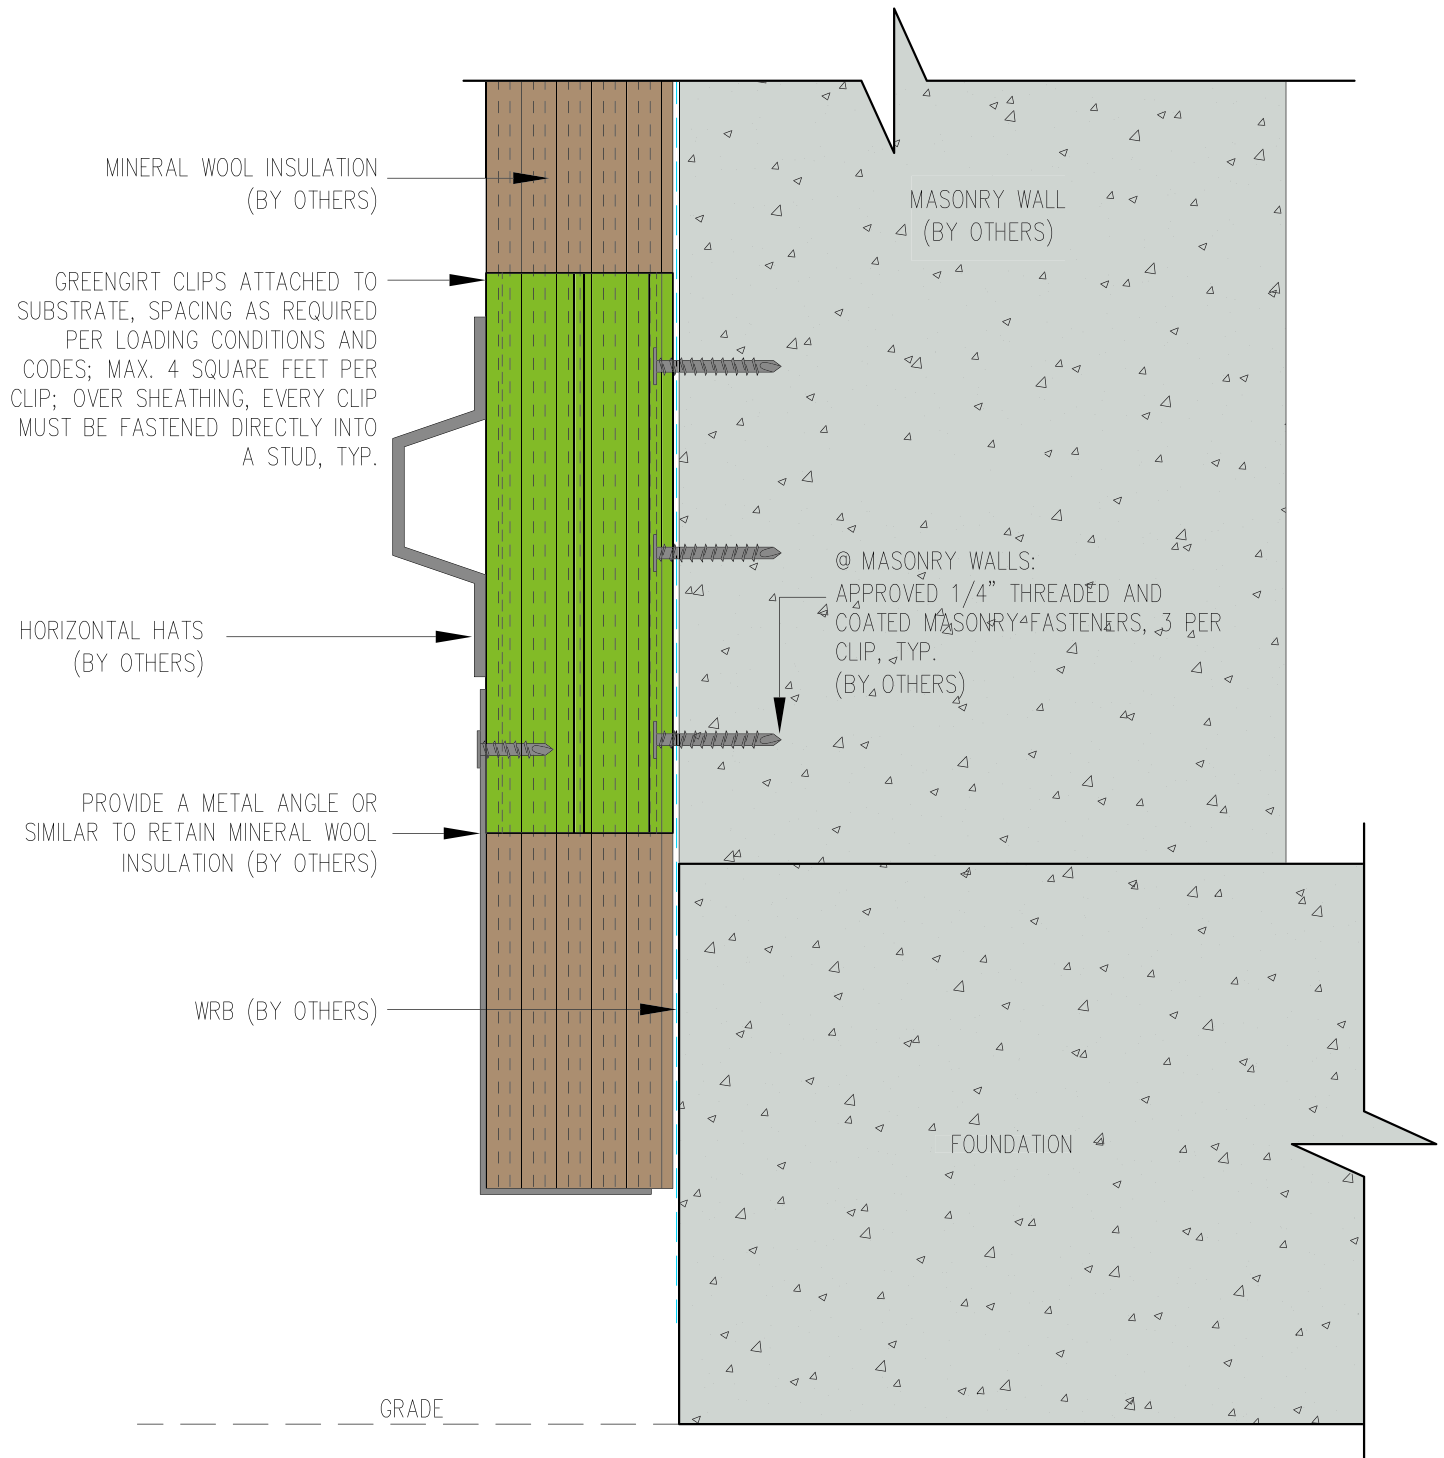 MINERAL WOOL INSULATION
(BY OTHERS)
MASONRY WALL
(BY OTHERS)
GREENGIRT CLIPS ATTACHED TO
SUBSTRATE, SPACING AS REQUIRED
PER LOADING CONDITIONS AND
CODES; MAX. 4 SQUARE FEET PER
CLIP; OVER SHEATHING, EVERY CLIP
MUST BE FASTENED DIRECTLY INTO
A STUD, TYP.
@ MASONRY WALLS:
APPROVED 1/4" THREADED AND
COATED MASONRY FASTENERS, 3 PER
CLIP, TYP.
(BY OTHERS)
HORIZONTAL HATS
(BY OTHERS)
PROVIDE A METAL ANGLE OR
SIMILAR TO RETAIN MINERAL WOOL
INSULATION (BY OTHERS)
WRB (BY OTHERS)
FOUNDATION
GRADE